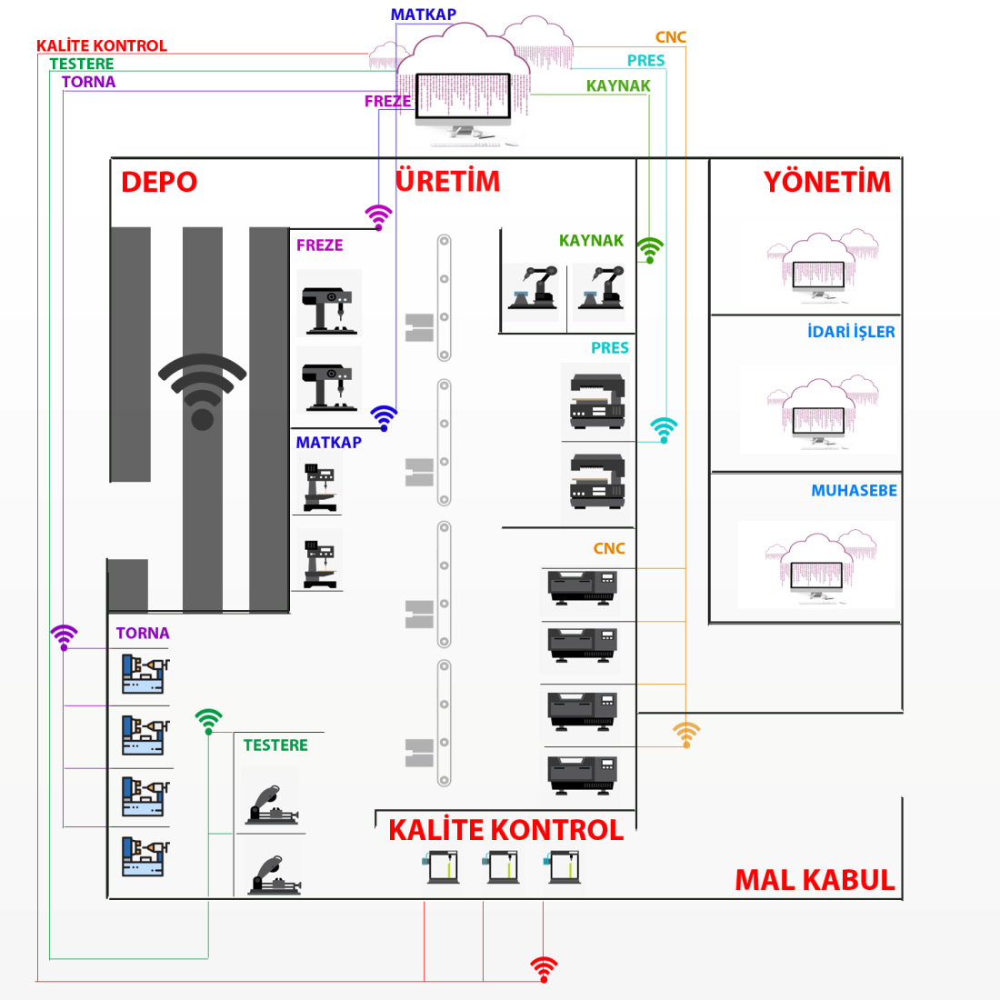 MATKAP
CNC
KALİTE KONTROL
TESTERE
PRES
TORNA
KAYNAK
FREZE
DEPO
ÜRETİM
YÖNETİM
FREZE
KAYNAK
İDARİ İŞLER
PRES
MATKAP
MUHASEBE
CNC
TORNA
TESTERE
KALİTE KONTROL
MAL KABUL